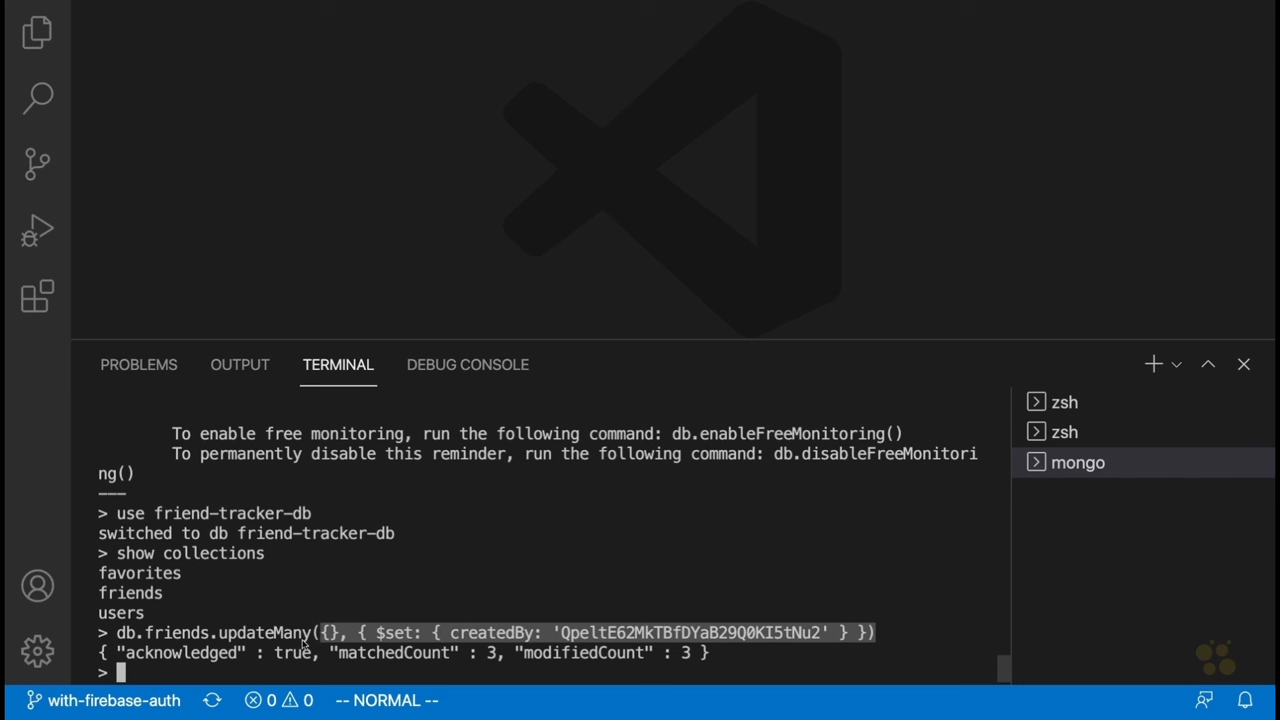 PROBLEMS OUTPUT TERMINAL DEBUG CONSOLE
To enable free monitoring, run the following command: db.enableFreeMonitoring()
To permanently disable this reminder, run the following command: db.disableFreeMonitori
ng()
---
> use friend-tracker-db
switched to db friend-tracker-db
> show collections
favorites
friends
users
> db.friends.updateMany({}, { $set: { createdBy: 'QpeltE62MkTBfDYaB29Q0KI5tNu2' } })
{ "acknowledged" : true, "matchedCount" : 3, "modifiedCount" : 3 }
>
zsh
zsh
mongo
with-firebase-auth 0 0 -- NORMAL --